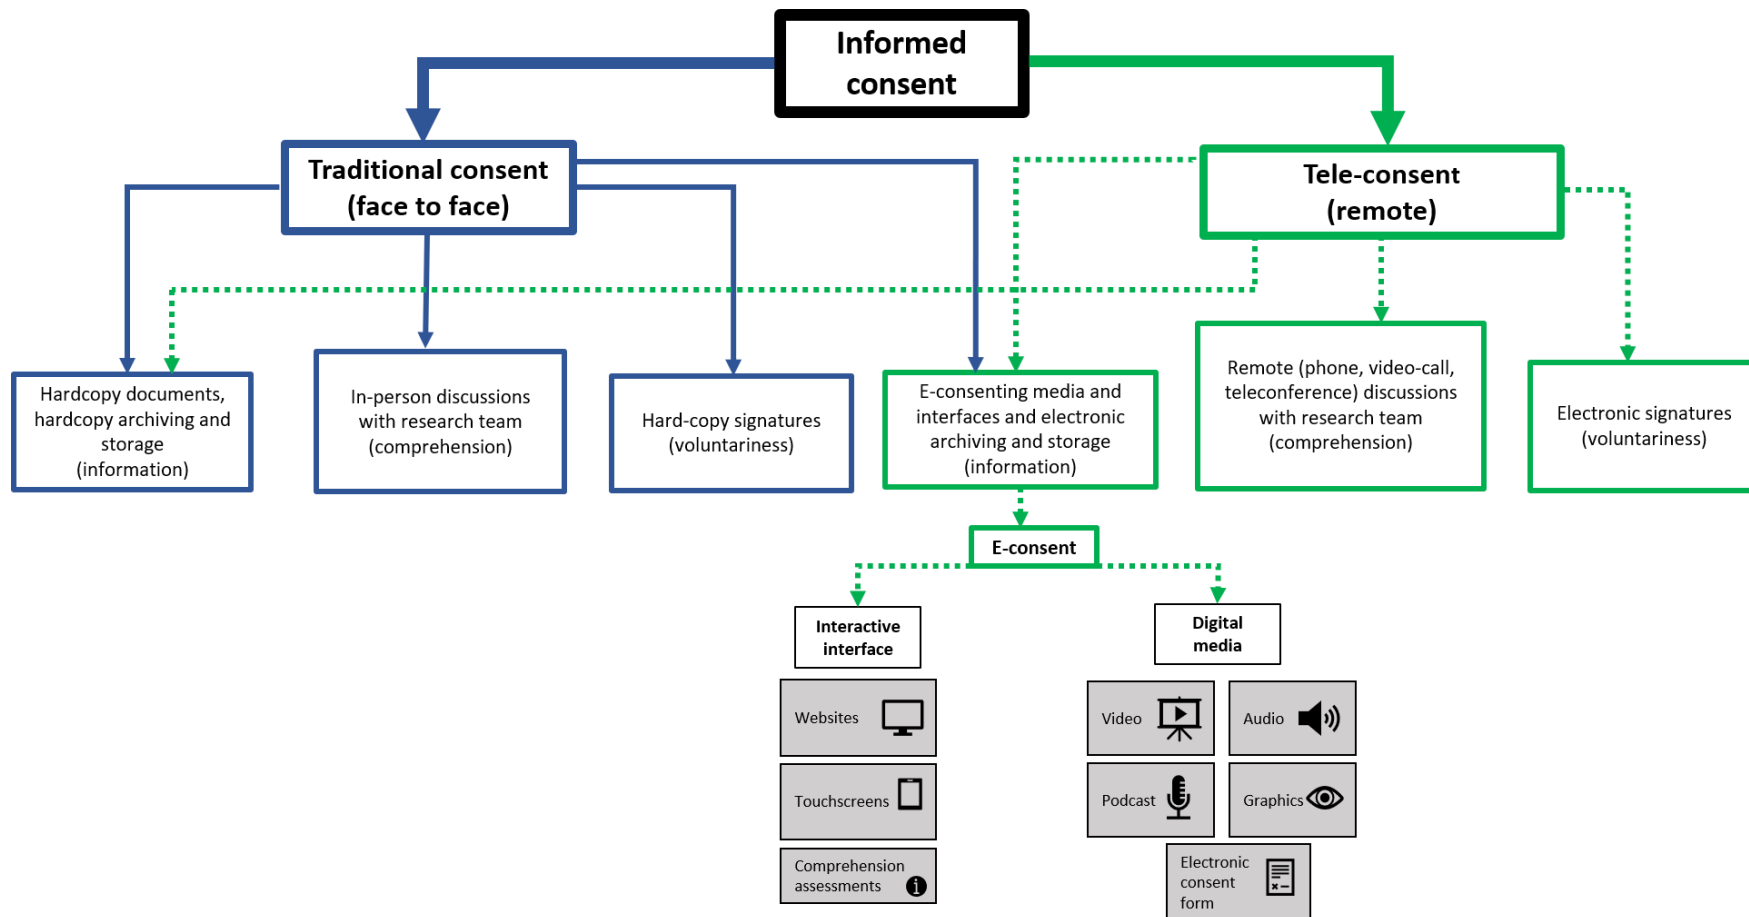 Informed
consent
Traditional consent
(face to face)
Tele-consent
(remote)
Hardcopy documents,
hardcopy archiving and
storage
(information)
In-person discussions
with research team
(comprehension)
Hard-copy signatures
(voluntariness)
E-consenting media and
interfaces and electronic
archiving and storage
(information)
Remote (phone, video-call,
teleconference) discussions
with research team
(comprehension)
Electronic signatures
(voluntariness)
E-consent
Interactive
interface
Digital
media
Websites
Touchscreens
Comprehension
assessments
Video
Audio
Podcast
Graphics
Electronic
consent
form